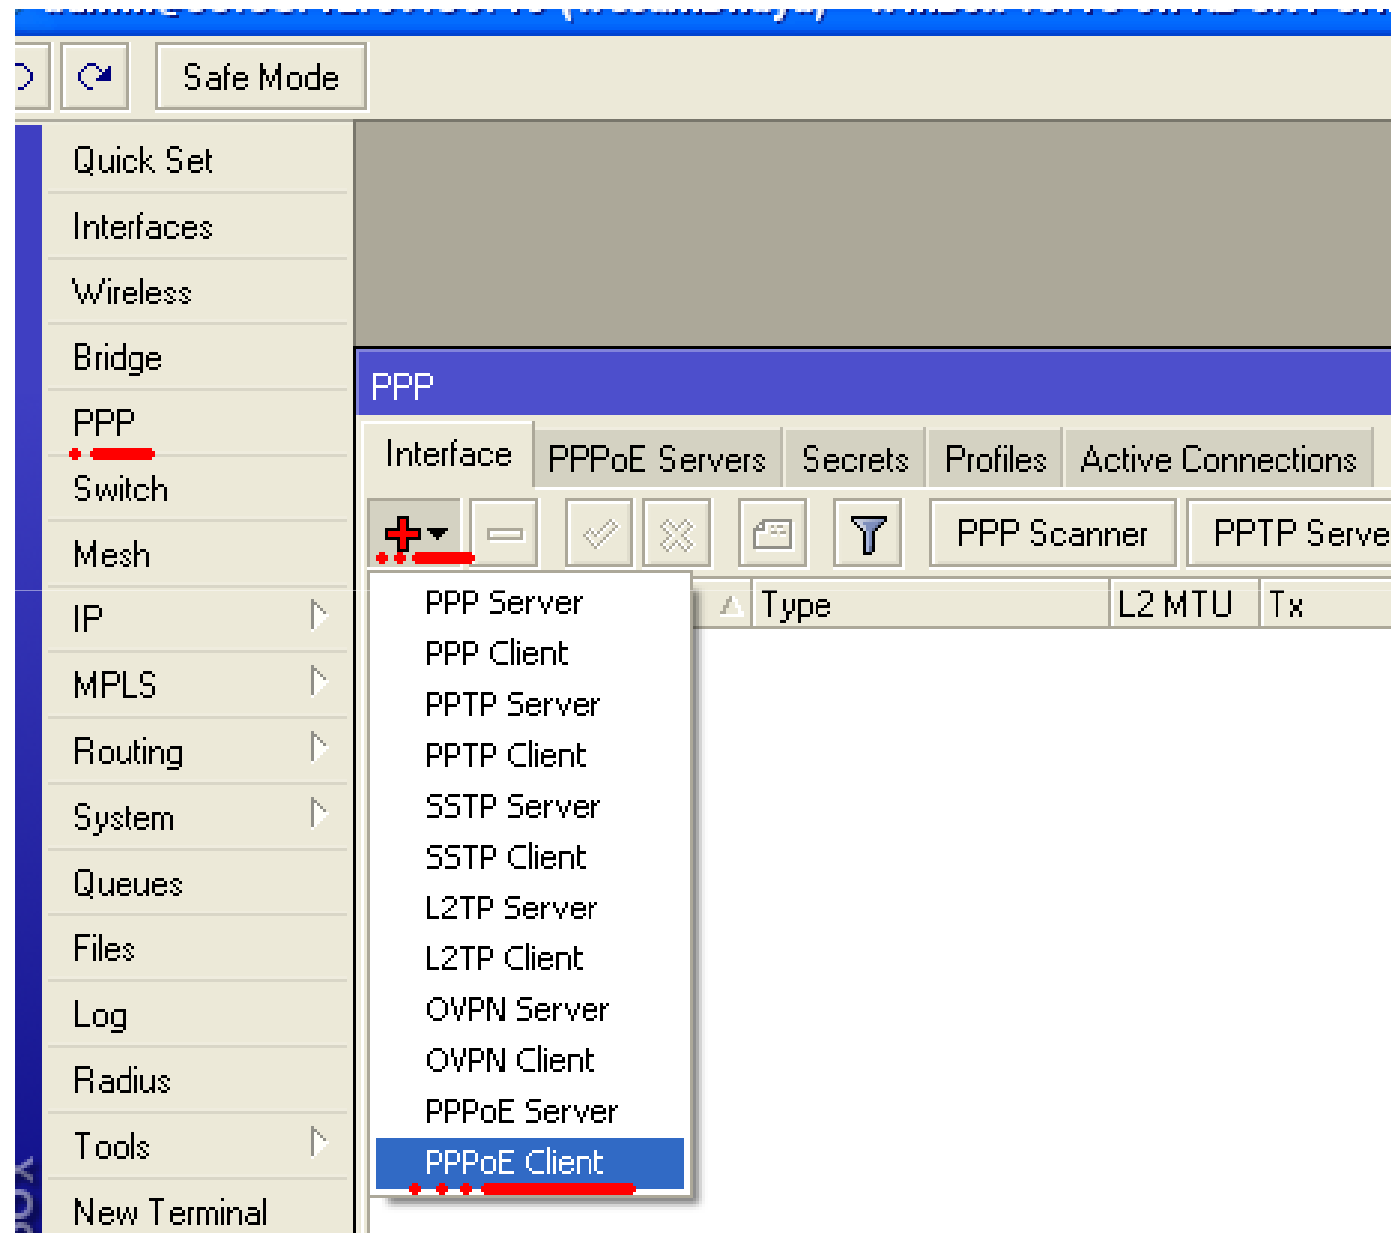 Safe Mode
Quick Set
Interfaces
Wireless
Bridge
PPP
Switch
Mesh
IP
MPLS
Routing
System
Queues
Files
Log
Radius
Tools
New Terminal
PPP
Interface PPPoE Servers Secrets Profiles Active Connections
PPP Scanner PPTP Serve
Type L2 MTU Tx
PPP Server
PPP Client
PPTP Server
PPTP Client
SSTP Server
SSTP Client
L2TP Server
L2TP Client
OVPN Server
OVPN Client
PPPoE Server
PPPoE Client